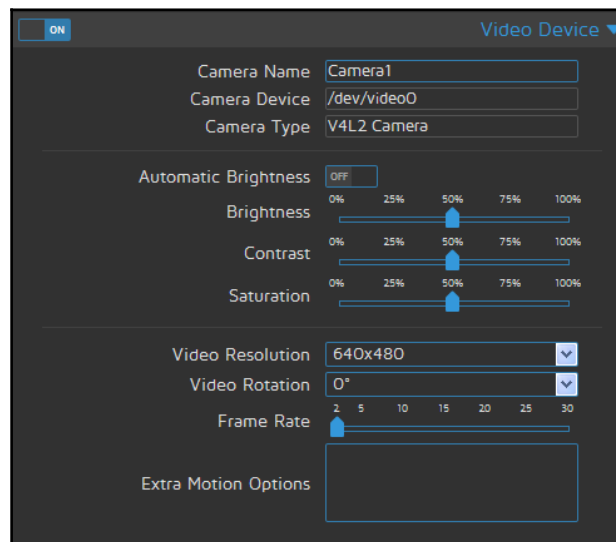 ON Video Device
Camera Name Camera1
Camera Device /dev/video0
Camera Type V4L2 Camera
Automatic Brightness OFF
0% 25% 50% 75% 100%
Brightness
0% 25% 50% 75% 100%
Contrast
0% 25% 50% 75% 100%
Saturation
Video Resolution 640x480
Video Rotation 0°
2 5 10 15 20 25 30
Frame Rate
Extra Motion Options